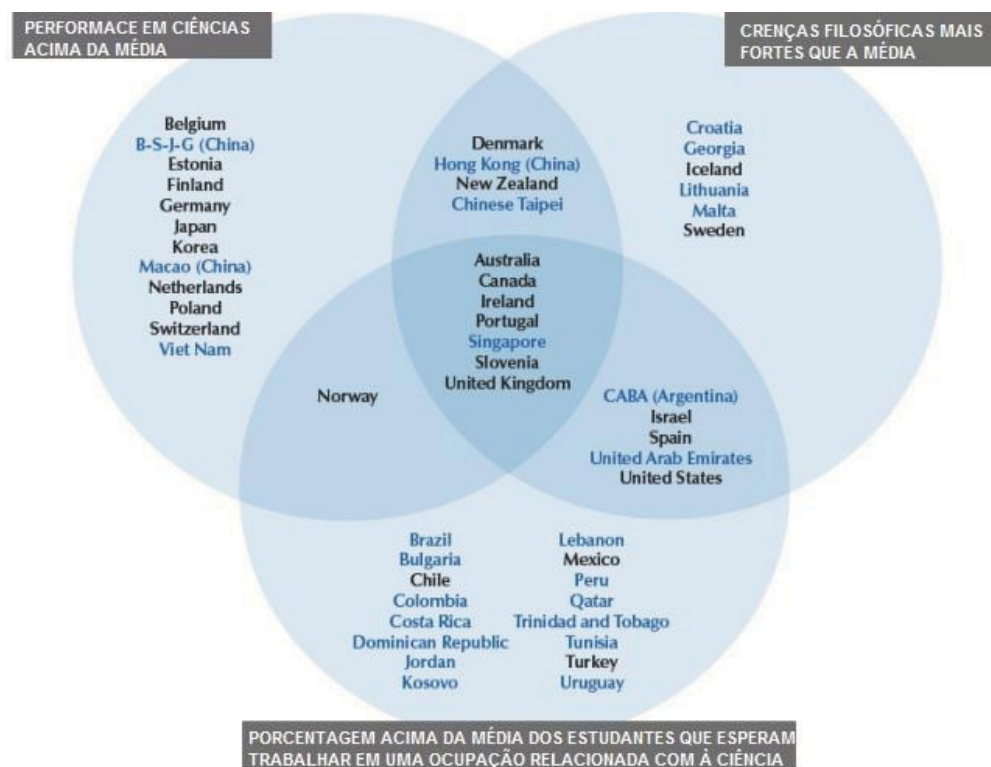 PERFORMACE EM CIÊNCIAS
ACIMA DA MÉDIA
CRENÇAS FILOSÓFICAS MAIS
FORTES QUE A MÉDIA
Belgium
B-S-J-G (China)
Estonia
Finland
Germany
Japan
Korea
Macao (China)
Netherlands
Poland
Switzerland
Viet Nam
Denmark
Hong Kong (China)
New Zealand
Chinese Taipei
Croatia
Georgia
Iceland
Lithuania
Malta
Sweden
Australia
Canada
Ireland
Portugal
Singapore
Slovenia
United Kingdom
Norway
CABA (Argentina)
Israel
Spain
United Arab Emirates
United States
Brazil
Bulgaria
Chile
Colombia
Costa Rica
Dominican Republic
Jordan
Kosovo
Lebanon
Mexico
Peru
Qatar
Trinidad and Tobago
Tunisia
Turkey
Uruguay
PORCENTAGEM ACIMA DA MÉDIA DOS ESTUDANTES QUE ESPERAM
TRABALHAR EM UMA OCUPAÇÃO RELACIONADA COM À CIÊNCIA